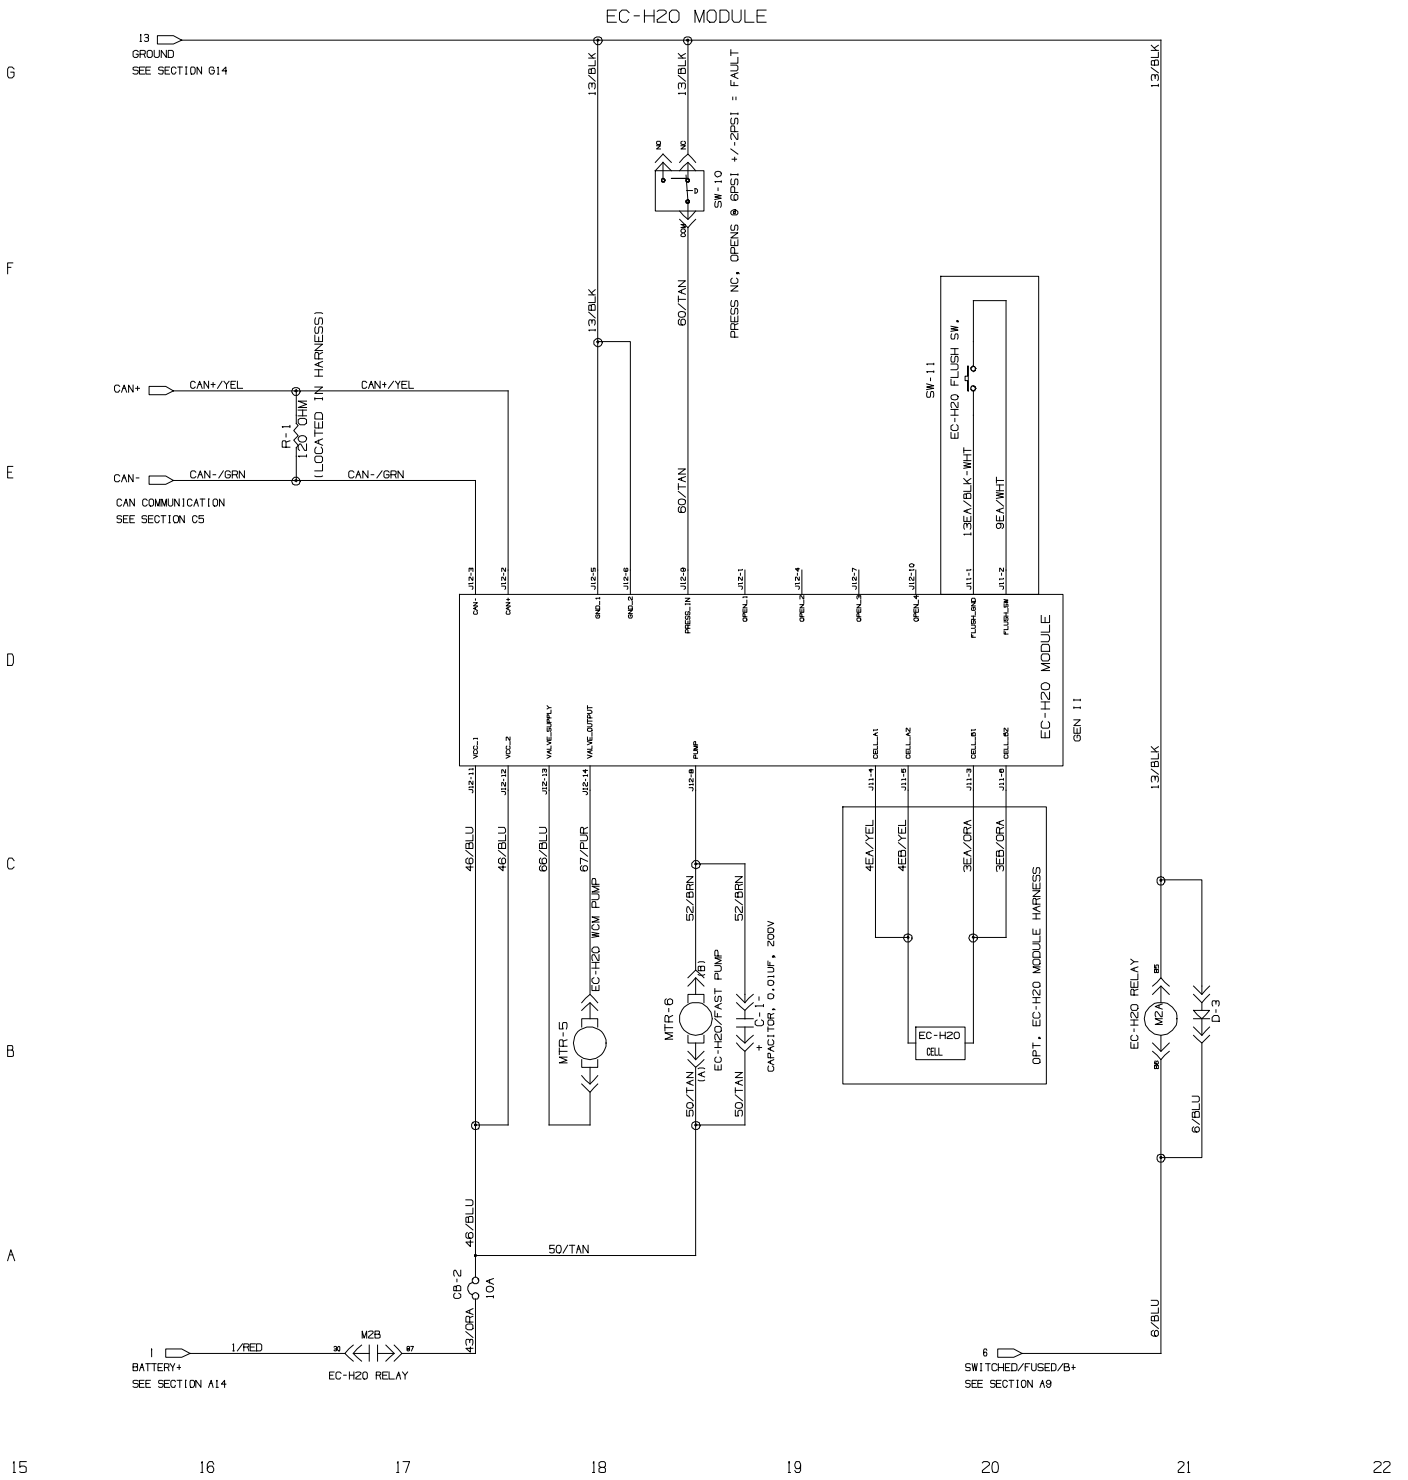 EC-H2O MODULE
13
GROUND
SEE SECTION G14
G
13/BLK
13/BLK
13/BLK
NO
NC
COM
D
SW-10
PRESS NC, OPENS @ 6PSI +/-2PSI = FAULT
F
13/BLK
60/TAN
CAN+
CAN+/YEL
CAN+/YEL
R-1
120 OHM
(LOCATED IN HARNESS)
SW-11
EC-H2O FLUSH SW.
E
CAN-
CAN-/GRN
CAN-/GRN
CAN COMMUNICATION
SEE SECTION C5
60/TAN
13EA/BLK-WHT
9EA/WHT
J12-3
J12-2
J12-5
J12-6
J12-9
J12-1
J12-4
J12-7
J12-10
J11-1
J11-2
CAN-
CAN+
GND_1
GND_2
PRESS_IN
OPEN_1
OPEN_2
OPEN_3
OPEN_4
FLUSH_GND
FLUSH_SW
D
EC-H2O MODULE
GEN II
VCC_1
VCC_2
VALVE_SUPPLY
VALVE_OUTPUT
PUMP
CELL_A1
CELL_A2
CELL_B1
CELL_B2
J12-11
J12-12
J12-13
J12-14
J12-8
J11-4
J11-5
J11-3
J11-6
13/BLK
C
46/BLU
46/BLU
66/BLU
67/PUR
52/BRN
52/BRN
4EA/YEL
4EB/YEL
3EA/ORA
3EB/ORA
EC-H2O WCM PUMP
MTR-5
MTR-6
(B)
(A)
EC-H2O/FAST PUMP
C-1
-
+
CAPACITOR, 0.01UF, 200V
OPT, EC-H2O MODULE HARNESS
EC-H2O
CELL
EC-H2O RELAY
85
M2A
86
D-3
B
50/TAN
50/TAN
6/BLU
46/BLU
A
50/TAN
CB-2
10A
43/ORA
6/BLU
1
BATTERY+
SEE SECTION A14
1/RED
30
M2B
87
EC-H2O RELAY
6
SWITCHED/FUSED/B+
SEE SECTION A9
15
16
17
18
19
20
21
22